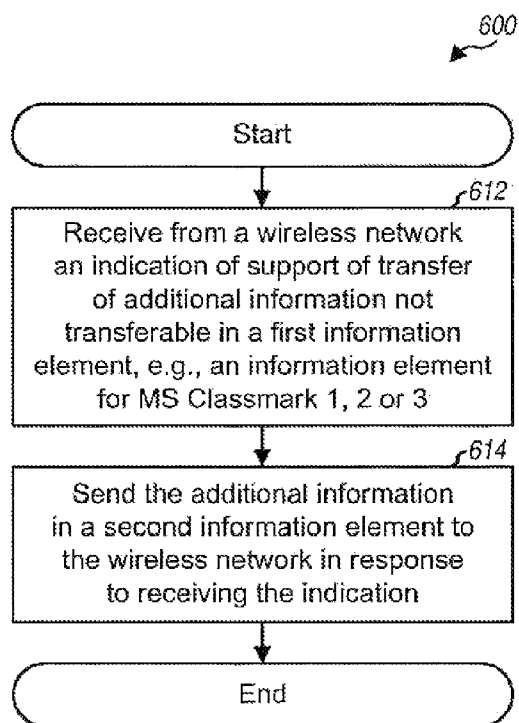 600
Start
612
Receive from a wireless network
an indication of support of transfer
of additional information not
transferable in a first information
element, e.g., an information element
for MS Classmark 1, 2 or 3
614
Send the additional information
in a second information element to
the wireless network in response
to receiving the indication
End